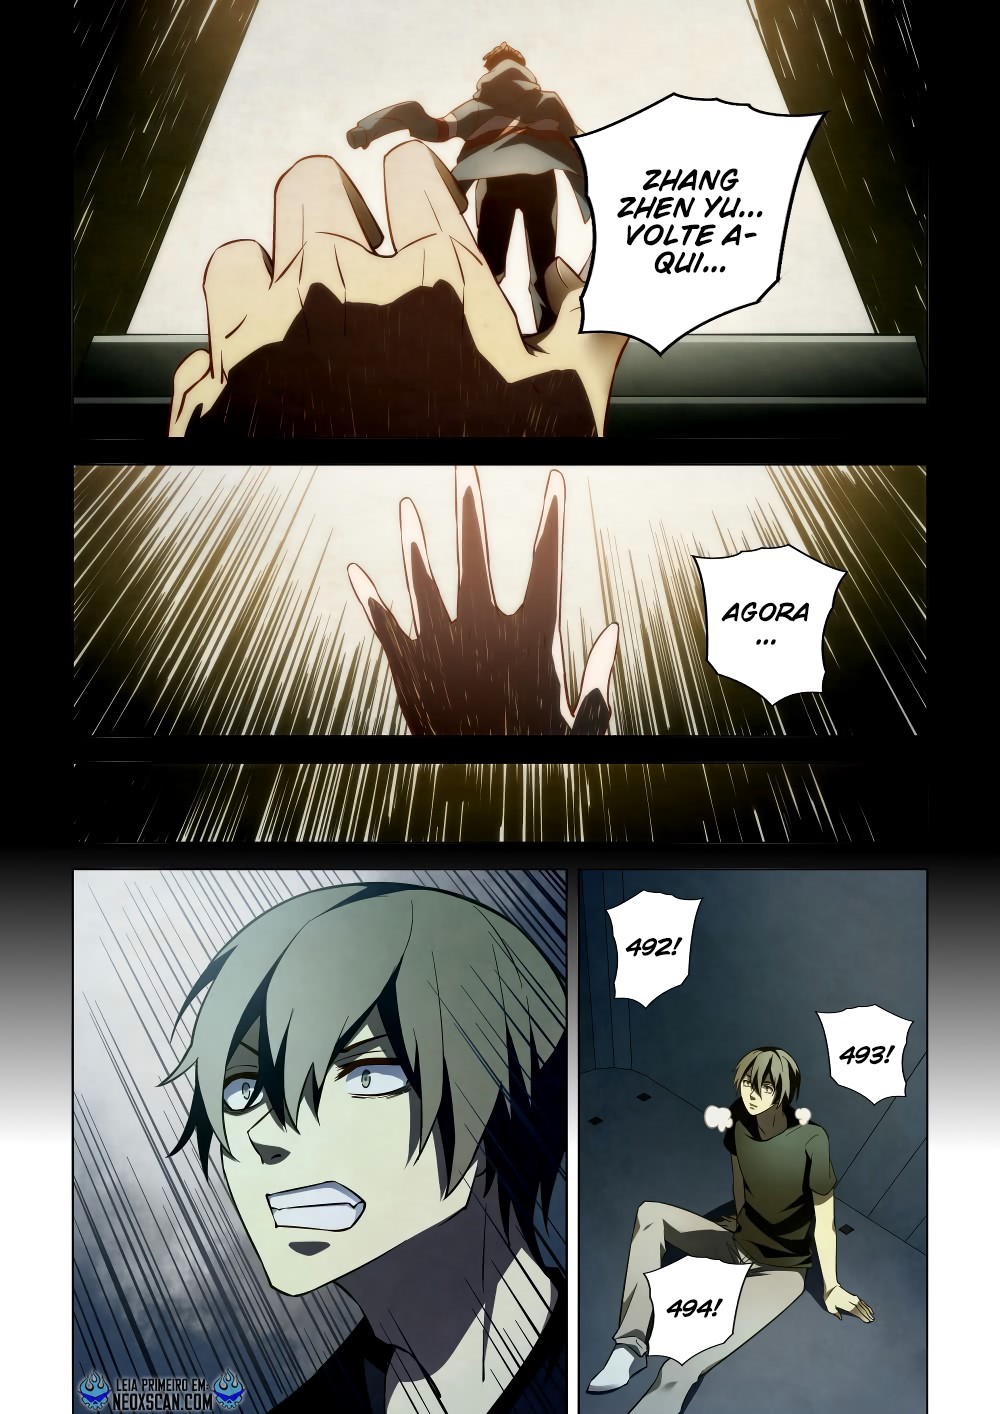 ZHANG
ZHEN YU...
VOLTE A-
QUI...
AGORA
...
492!
493!
494!
LEIA PRIMEIRO EM:
NEOXSCAN.COM